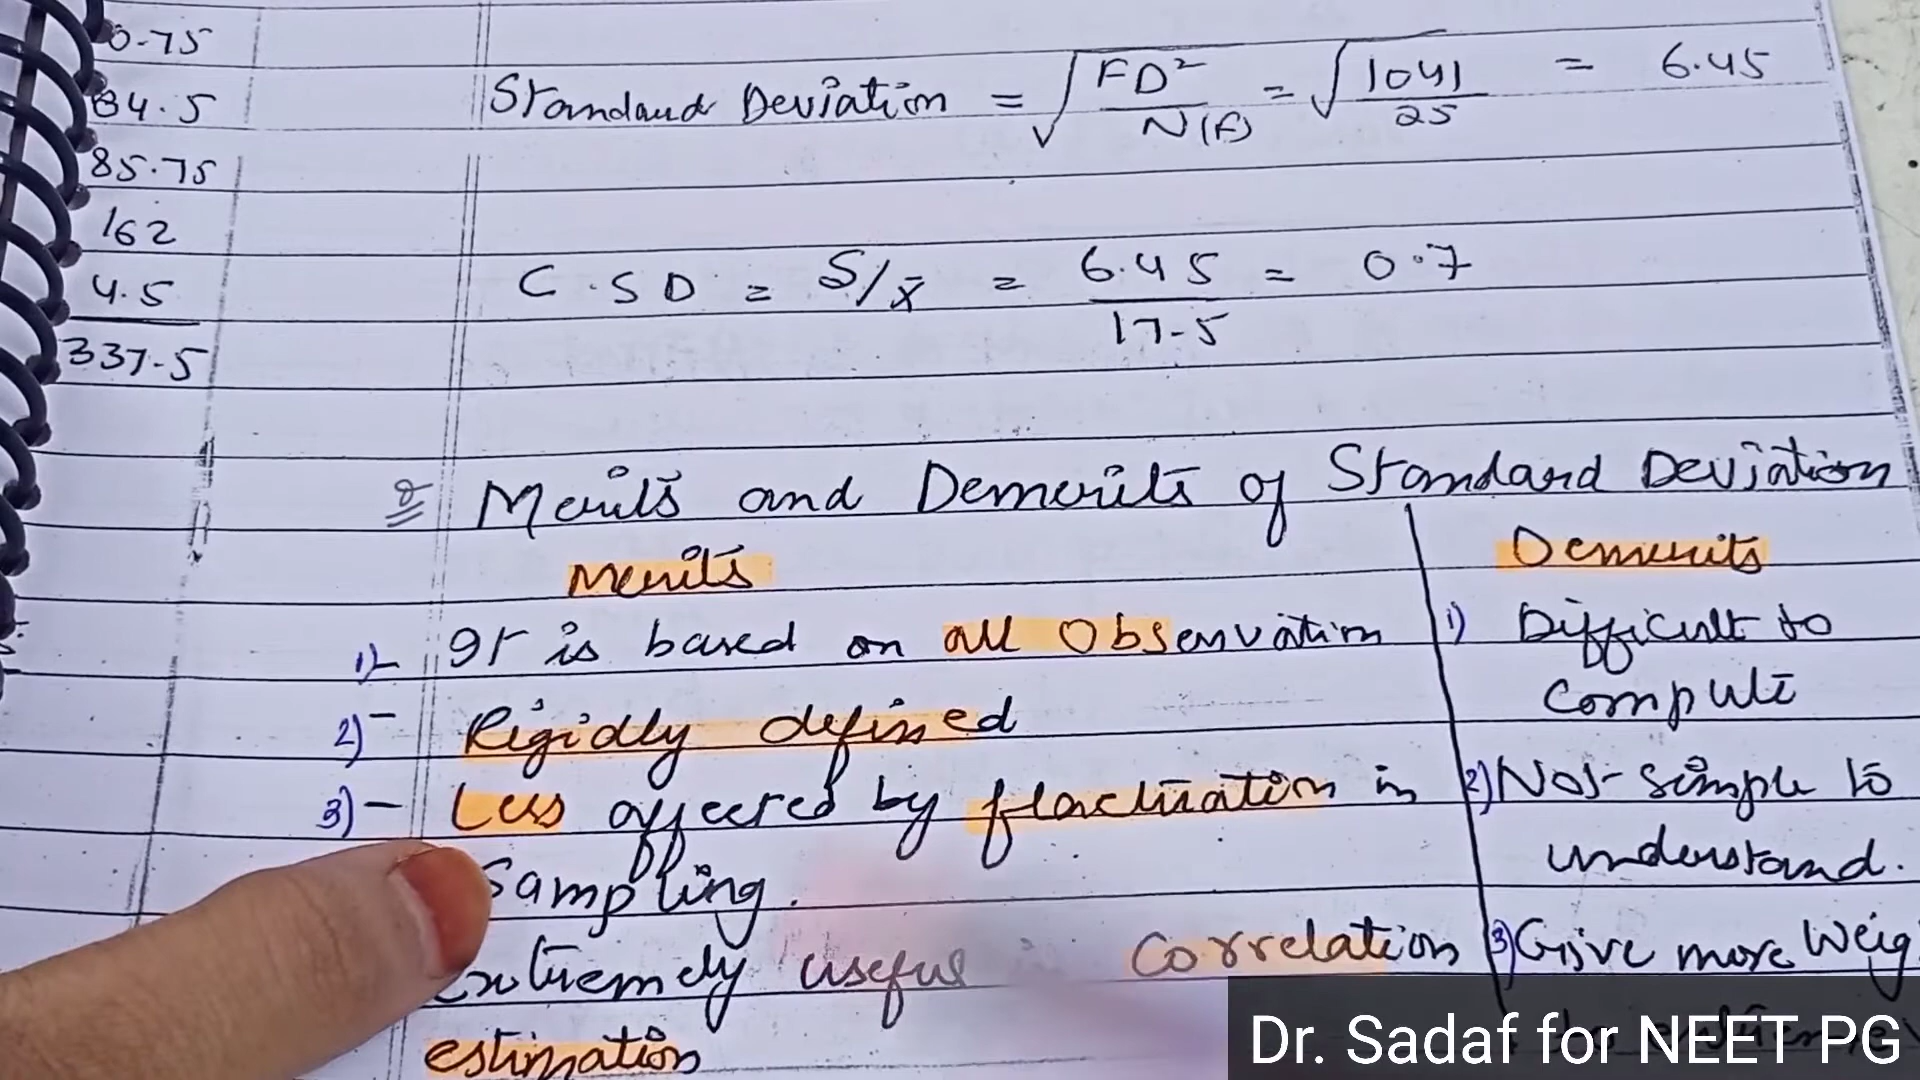 0.75
84.5
85.75
162
4.5
337.5
Standard Deviation = √FD²/N(F) = √1041/25 = 6.45
C.SD = S/x̄ = 6.45/17.5 = 0.7
Merits and Demerits of Standard Deviation
Merits
1)- It is based on all Observation
2)- Rigidly defined
3)- Less affected by flactuation in
Sampling.
extremely useful in Correlation
estimation
Demerits
1) Difficult to
Compute
2) Not simple to
understand.
3) Give more Weig
Dr. Sadaf for NEET PG